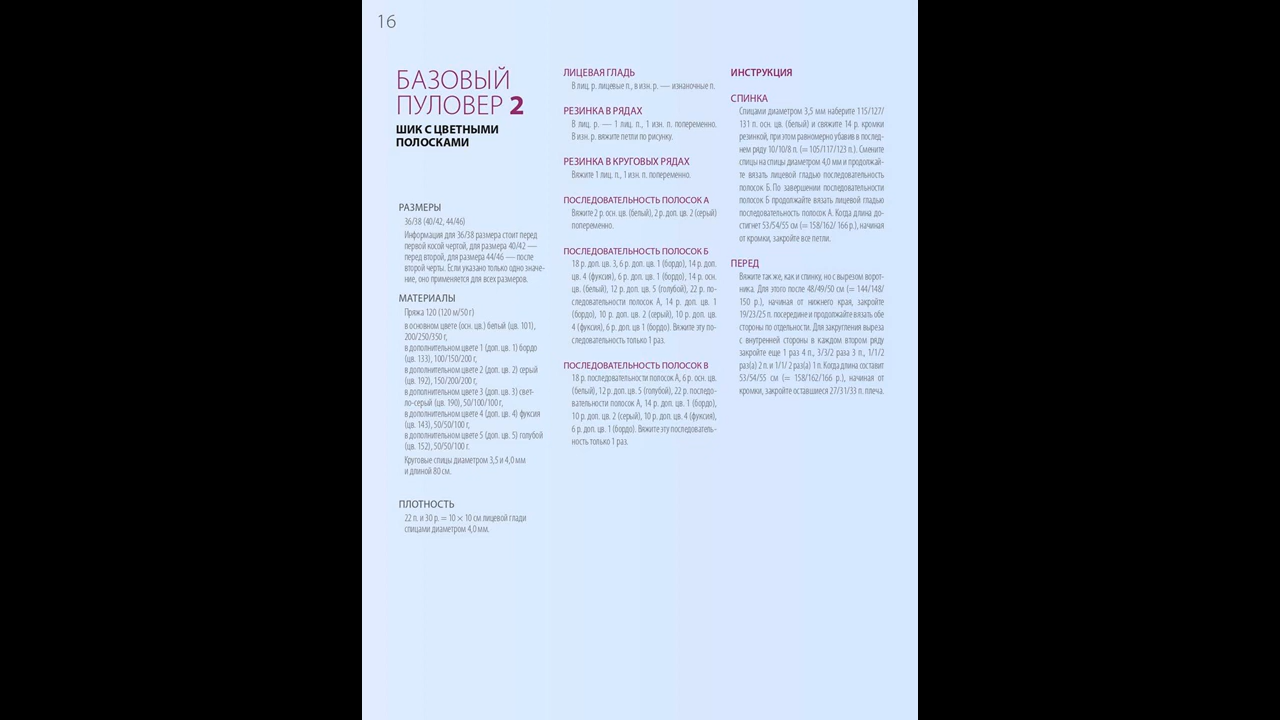 16
БАЗОВЫЙ
ПУЛОВЕР 2
ШИК С ЦВЕТНЫМИ
ПОЛОСКАМИ
РАЗМЕРЫ
36/38 (40/42, 44/46)
Информация для 36/38 размера стоит перед
первой косой чертой, для размера 40/42 —
перед второй, для размера 44/46 — после
второй черты. Если указано только одно значе-
ние, оно применяется для всех размеров.
МАТЕРИАЛЫ
Пряжа 120 (120 м/50 г)
в основном цвете (осн. цв.) белый (цв. 101),
200/250/350 г,
в дополнительном цвете 1 (доп. цв. 1) бордо
(цв. 133), 100/150/200 г,
в дополнительном цвете 2 (доп. цв. 2) серый
(цв. 192), 150/200/200 г,
в дополнительном цвете 3 (доп. цв. 3) свет-
ло-серый (цв. 190), 50/100/100 г,
в дополнительном цвете 4 (доп. цв. 4) фуксия
(цв. 143), 50/50/100 г,
в дополнительном цвете 5 (доп. цв. 5) голубой
(цв. 152), 50/50/100 г.
Круговые спицы диаметром 3,5 и 4,0 мм
и длиной 80 см.
ПЛОТНОСТЬ
22 п. и 30 р. = 10 × 10 см лицевой глади
спицами диаметром 4,0 мм.
ЛИЦЕВАЯ ГЛАДЬ
В лиц. р. лицевые п., в изн. р. — изнаночные п.
РЕЗИНКА В РЯДАХ
В лиц. р. — 1 лиц. п., 1 изн. п. попеременно.
В изн. р. вяжите петли по рисунку.
РЕЗИНКА В КРУГОВЫХ РЯДАХ
Вяжите 1 лиц. п., 1 изн. п. попеременно.
ПОСЛЕДОВАТЕЛЬНОСТЬ ПОЛОСОК А
Вяжите 2 р. осн. цв. (белый), 2 р. доп. цв. 2 (серый)
попеременно.
ПОСЛЕДОВАТЕЛЬНОСТЬ ПОЛОСОК Б
18 р. доп. цв. 3, 6 р. доп. цв. 1 (бордо), 14 р. доп.
цв. 4 (фуксия), 6 р. доп. цв. 1 (бордо), 14 р. осн.
цв. (белый), 12 р. доп. цв. 5 (голубой), 22 р. по-
следовательности полосок А, 14 р. доп. цв. 1
(бордо), 10 р. доп. цв. 2 (серый), 10 р. доп. цв.
4 (фуксия), 6 р. доп. цв 1 (бордо). Вяжите эту по-
следовательность только 1 раз.
ПОСЛЕДОВАТЕЛЬНОСТЬ ПОЛОСОК В
18 р. последовательности полосок А, 6 р. осн. цв.
(белый), 12 р. доп. цв. 5 (голубой), 22 р. последо-
вательности полосок А, 14 р. доп. цв. 1 (бордо),
10 р. доп. цв. 2 (серый), 10 р. доп. цв. 4 (фуксия),
6 р. доп. цв. 1 (бордо). Вяжите эту последователь-
ность только 1 раз.
ИНСТРУКЦИЯ
СПИНКА
Спицами диаметром 3,5 мм наберите 115/127/
131 п. осн. цв. (белый) и свяжите 14 р. кромки
резинкой, при этом равномерно убавив в послед-
нем ряду 10/10/8 п. (= 105/117/123 п.). Смените
спицы на спицы диаметром 4,0 мм и продолжай-
те вязать лицевой гладью последовательность
полосок Б. По завершении последовательности
полосок Б продолжайте вязать лицевой гладью
последовательность полосок А. Когда длина до-
стигнет 53/54/55 см (= 158/162/ 166 р.), начиная
от кромки, закройте все петли.
ПЕРЕД
Вяжите так же, как и спинку, но с вырезом ворот-
ника. Для этого после 48/49/50 см (= 144/148/
150 р.), начиная от нижнего края, закройте
19/23/25 п. посередине и продолжайте вязать обе
стороны по отдельности. Для закругления выреза
с внутренней стороны в каждом втором ряду
закройте еще 1 раз 4 п., 3/3/2 раза 3 п., 1/1/2
раз(а) 2 п. и 1/1/ 2 раз(а) 1 п. Когда длина составит
53/54/55 см (= 158/162/166 р.), начиная от
кромки, закройте оставшиеся 27/31/33 п. плеча.